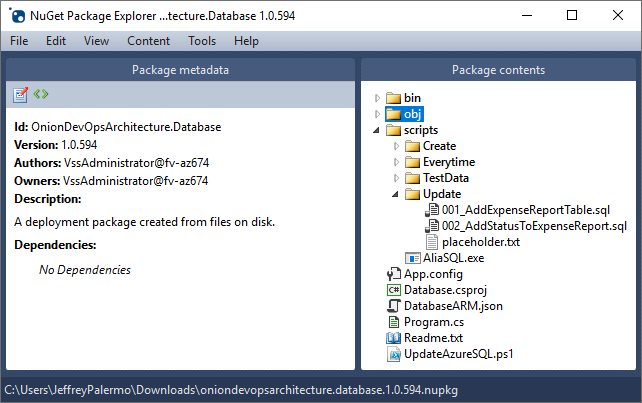 NuGet Package Explorer ...tecture.Database 1.0.594
File Edit View Content Tools Help
Package metadata
Id: OnionDevOpsArchitecture.Database
Version: 1.0.594
Authors: VssAdministrator@fv-az674
Owners: VssAdministrator@fv-az674
Description:
A deployment package created from files on disk.
Dependencies:
No Dependencies
Package contents
bin
obj
scripts
Create
Everytime
TestData
Update
001_AddExpenseReportTable.sql
002_AddStatusToExpenseReport.sql
placeholder.txt
AliaSQL.exe
App.config
C# Database.csproj
DatabaseARM.json
Program.cs
Readme.txt
UpdateAzureSQL.ps1
C:\Users\JeffreyPalermo\Downloads\oniondevopsarchitecture.database.1.0.594.nupkg